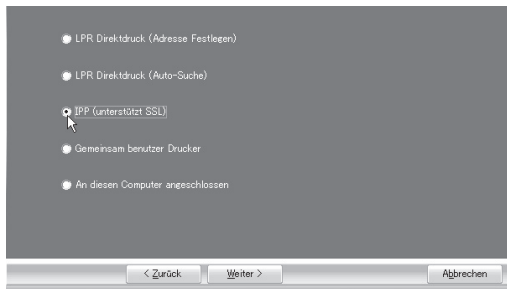 LPR Direktdruck (Adresse Festlegen)
LPR Direktdruck (Auto-Suche)
IPP (unterstützt SSL)
Gemeinsam benutzer Drucker
An diesen Computer angeschlossen
< Zurück Weiter > Abbrechen